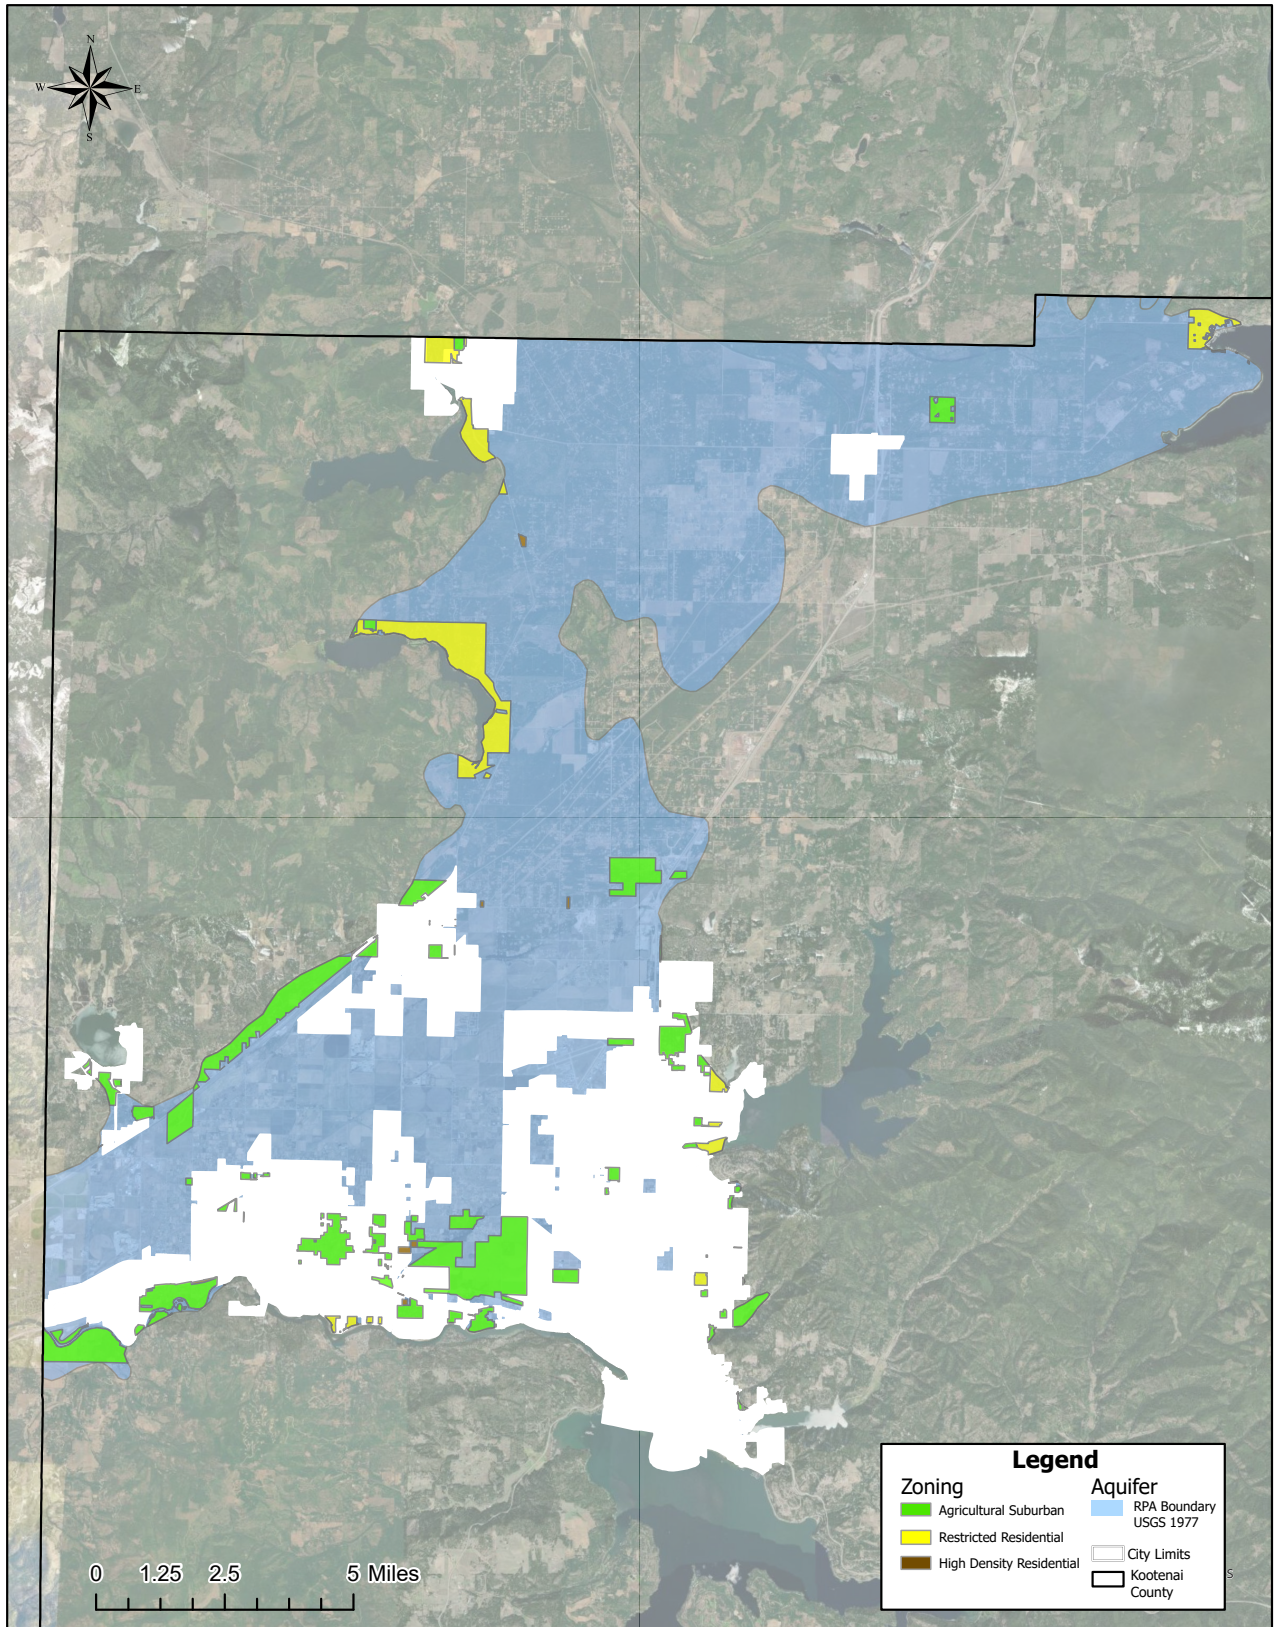 N
W E
S
Legend
Zoning
Agricultural Suburban
Restricted Residential
High Density Residential
Aquifer
RPA Boundary
USGS 1977
City Limits
Kootenai
County
S
0 1.25 2.5 5 Miles